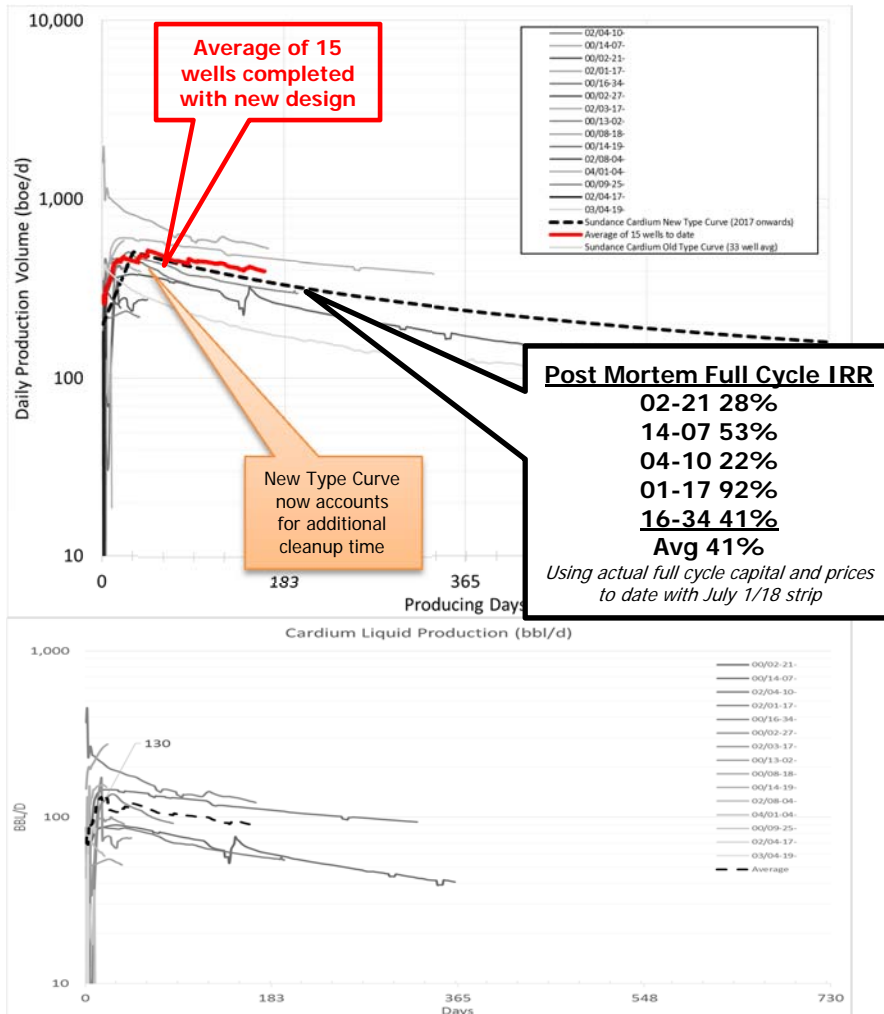 10,000
1,000
100
10
Daily Production Volume (boe/d)
Average of 15
wells completed
with new design
02/04-10-
00/14-07-
00/02-21-
02/01-17-
00/16-34-
00/02-27-
02/03-17-
00/13-02-
00/08-18-
00/14-19-
02/08-04-
04/01-04-
00/09-25-
02/04-17-
03/04-19-
Sundance Cardium New Type Curve (2017 onwards)
Average of 15 wells to date
Sundance Cardium Old Type Curve (33 well avg)
New Type Curve
now accounts
for additional
cleanup time
Post Mortem Full Cycle IRR
02-21 28%
14-07 53%
04-10 22%
01-17 92%
16-34 41%
Avg 41%
Using actual full cycle capital and prices
to date with July 1/18 strip
0
183
365
Producing Days
Cardium Liquid Production (bbl/d)
1,000
100
10
BBL/D
130
00/02-21-
00/14-07-
02/04-10-
02/01-17-
00/16-34-
00/02-27-
02/03-17-
00/13-02-
00/08-18-
00/14-19-
02/08-04-
04/01-04-
00/09-25-
02/04-17-
03/04-19-
Average
0
183
365
548
730
Days